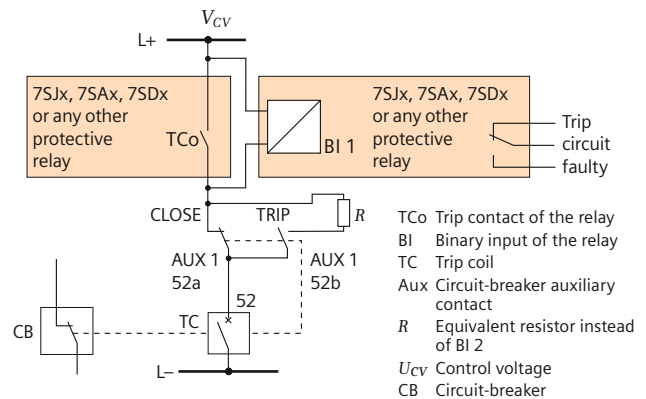 V_CV
L+
7SJx, 7SAx, 7SDx
or any other
protective
relay
TCo
BI 1
7SJx, 7SAx, 7SDx
or any other
protective
relay
Trip
circuit
faulty
CLOSE
TRIP
R
AUX 1
52a
AUX 1
52b
52
TC
CB
L–
TCo Trip contact of the relay
BI Binary input of the relay
TC Trip coil
Aux Circuit-breaker auxiliary
contact
R Equivalent resistor instead
of BI 2
U_CV Control voltage
CB Circuit-breaker